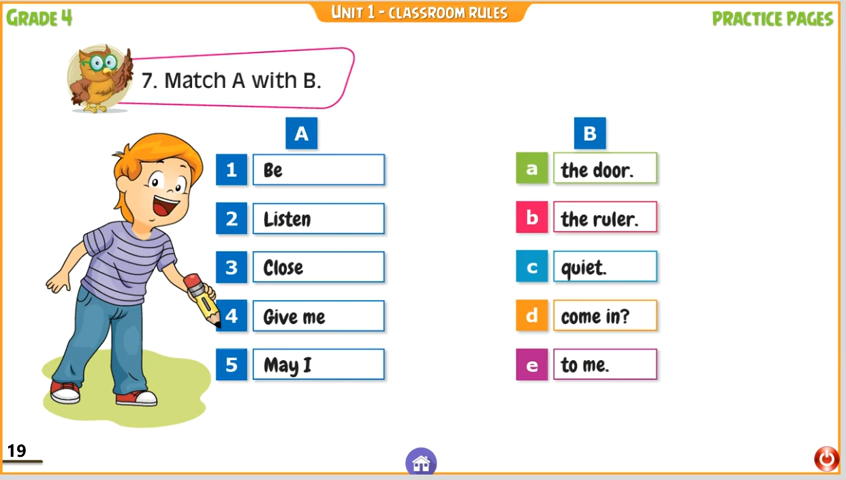 GRADE 4
UNIT 1 - CLASSROOM RULES
PRACTICE PAGES
7. Match A with B.
A
B
1 Be
a the door.
2 Listen
b the ruler.
3 Close
c quiet.
4 Give me
d come in?
5 May I
e to me.
19